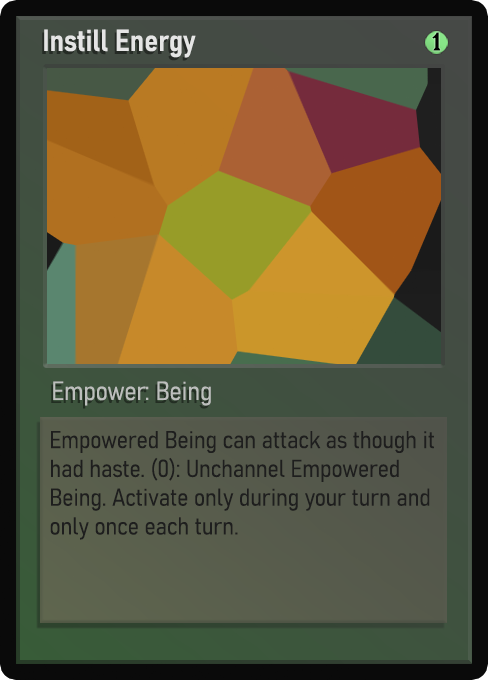 Instill Energy
1
Empower: Being
Empowered Being can attack as though it
had haste. (0): Unchannel Empowered
Being. Activate only during your turn and
only once each turn.